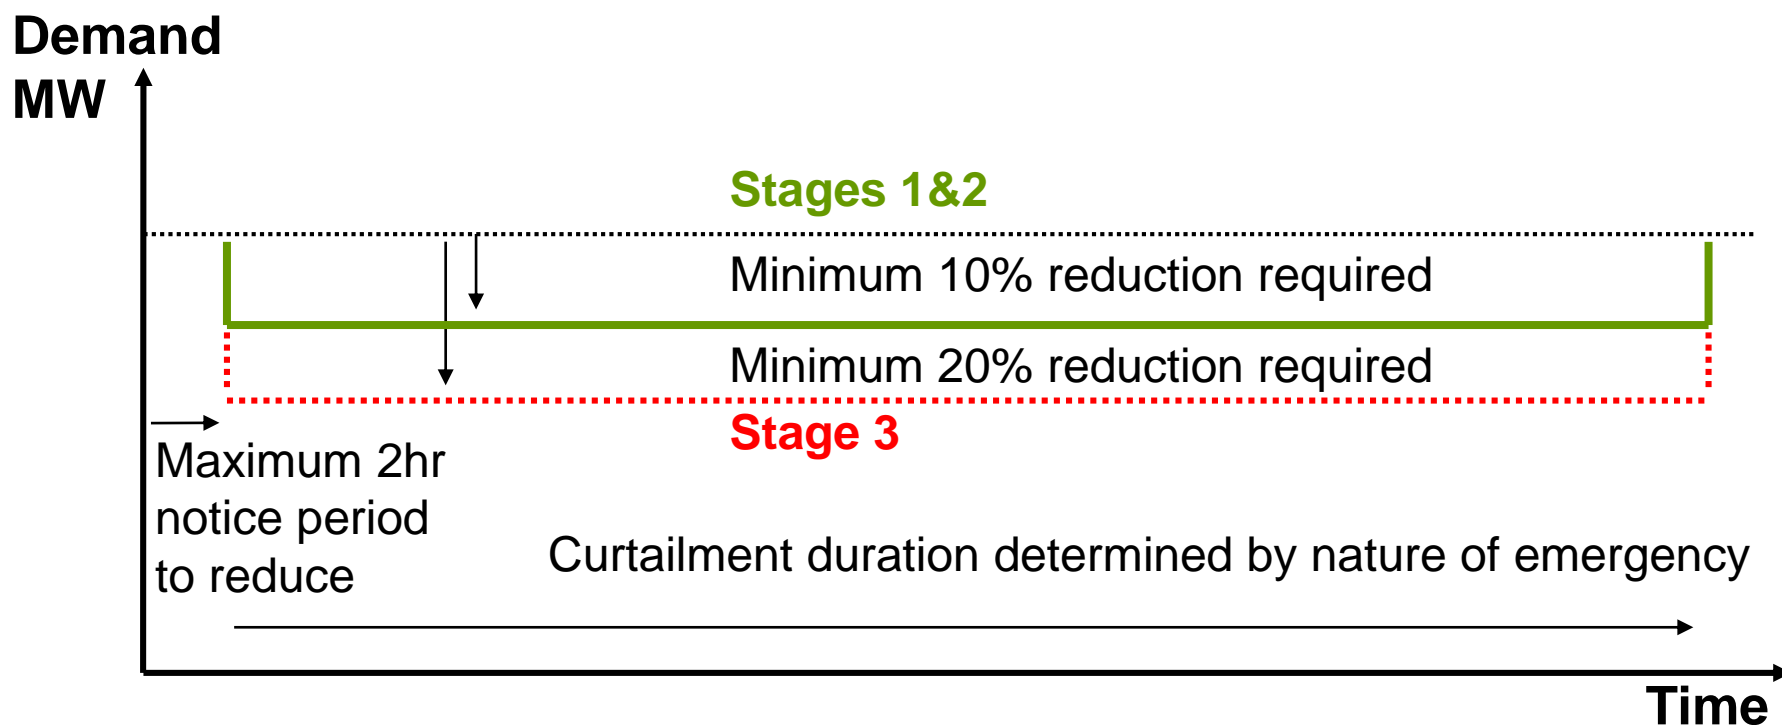 Demand
MW
Stages 1&2
Minimum 10% reduction required
Minimum 20% reduction required
Stage 3
Maximum 2hr
notice period
to reduce
Curtailment duration determined by nature of emergency
Time